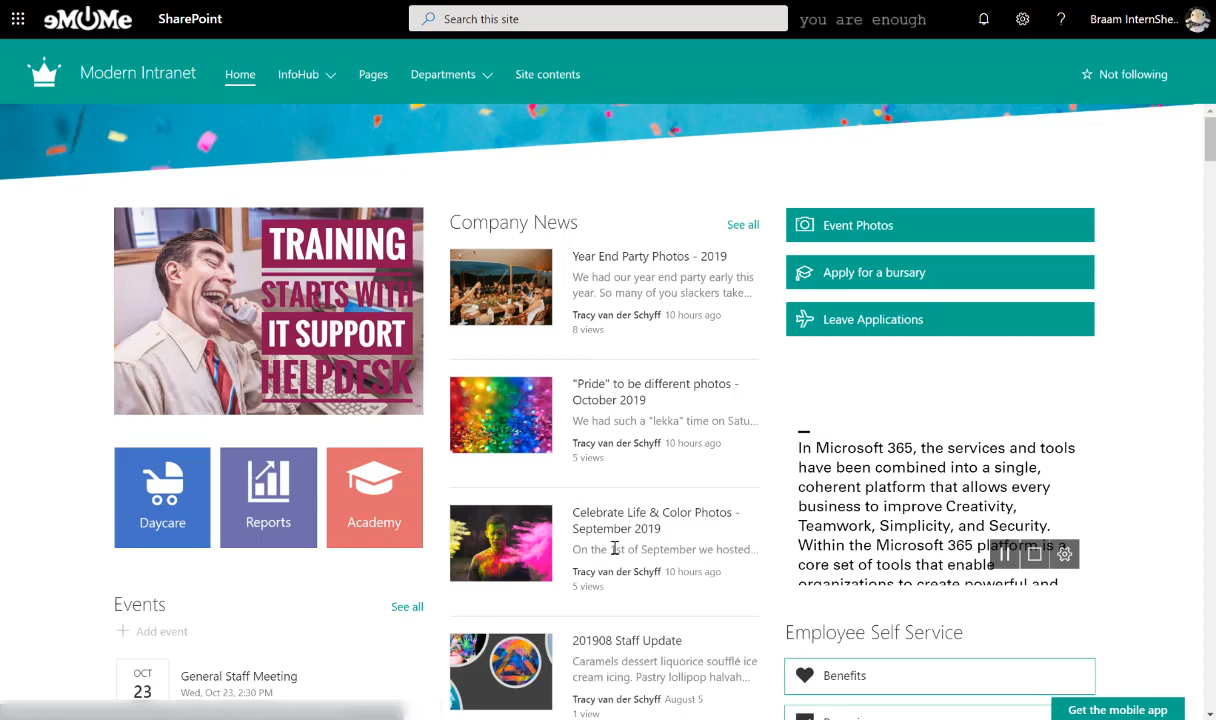 eMOMe
SharePoint
Search this site
you are enough
Braam InternShe..
Modern Intranet
Home
InfoHub
Pages
Departments
Site contents
Not following
TRAINING
STARTS WITH
IT SUPPORT
HELPDESK
Daycare
Reports
Academy
Events
See all
Add event
OCT
23
General Staff Meeting
Wed, Oct 23, 2:30 PM
Company News
See all
Year End Party Photos - 2019
We had our year end party early this
year. So many of you slackers take...
Tracy van der Schyff 10 hours ago
8 views
"Pride" to be different photos -
October 2019
We had such a "lekka" time on Satu...
Tracy van der Schyff 10 hours ago
5 views
Celebrate Life & Color Photos -
September 2019
On the 1st of September we hosted...
Tracy van der Schyff 10 hours ago
5 views
201908 Staff Update
Caramels dessert liquorice soufflé ice
cream icing. Pastry lollipop halvah...
Tracy van der Schyff August 5
1 view
Event Photos
Apply for a bursary
Leave Applications
In Microsoft 365, the services and tools
have been combined into a single,
coherent platform that allows every
business to improve Creativity,
Teamwork, Simplicity, and Security.
Within the Microsoft 365 platform is a
core set of tools that enable
organizations to create powerful and
Employee Self Service
Benefits
Get the mobile app